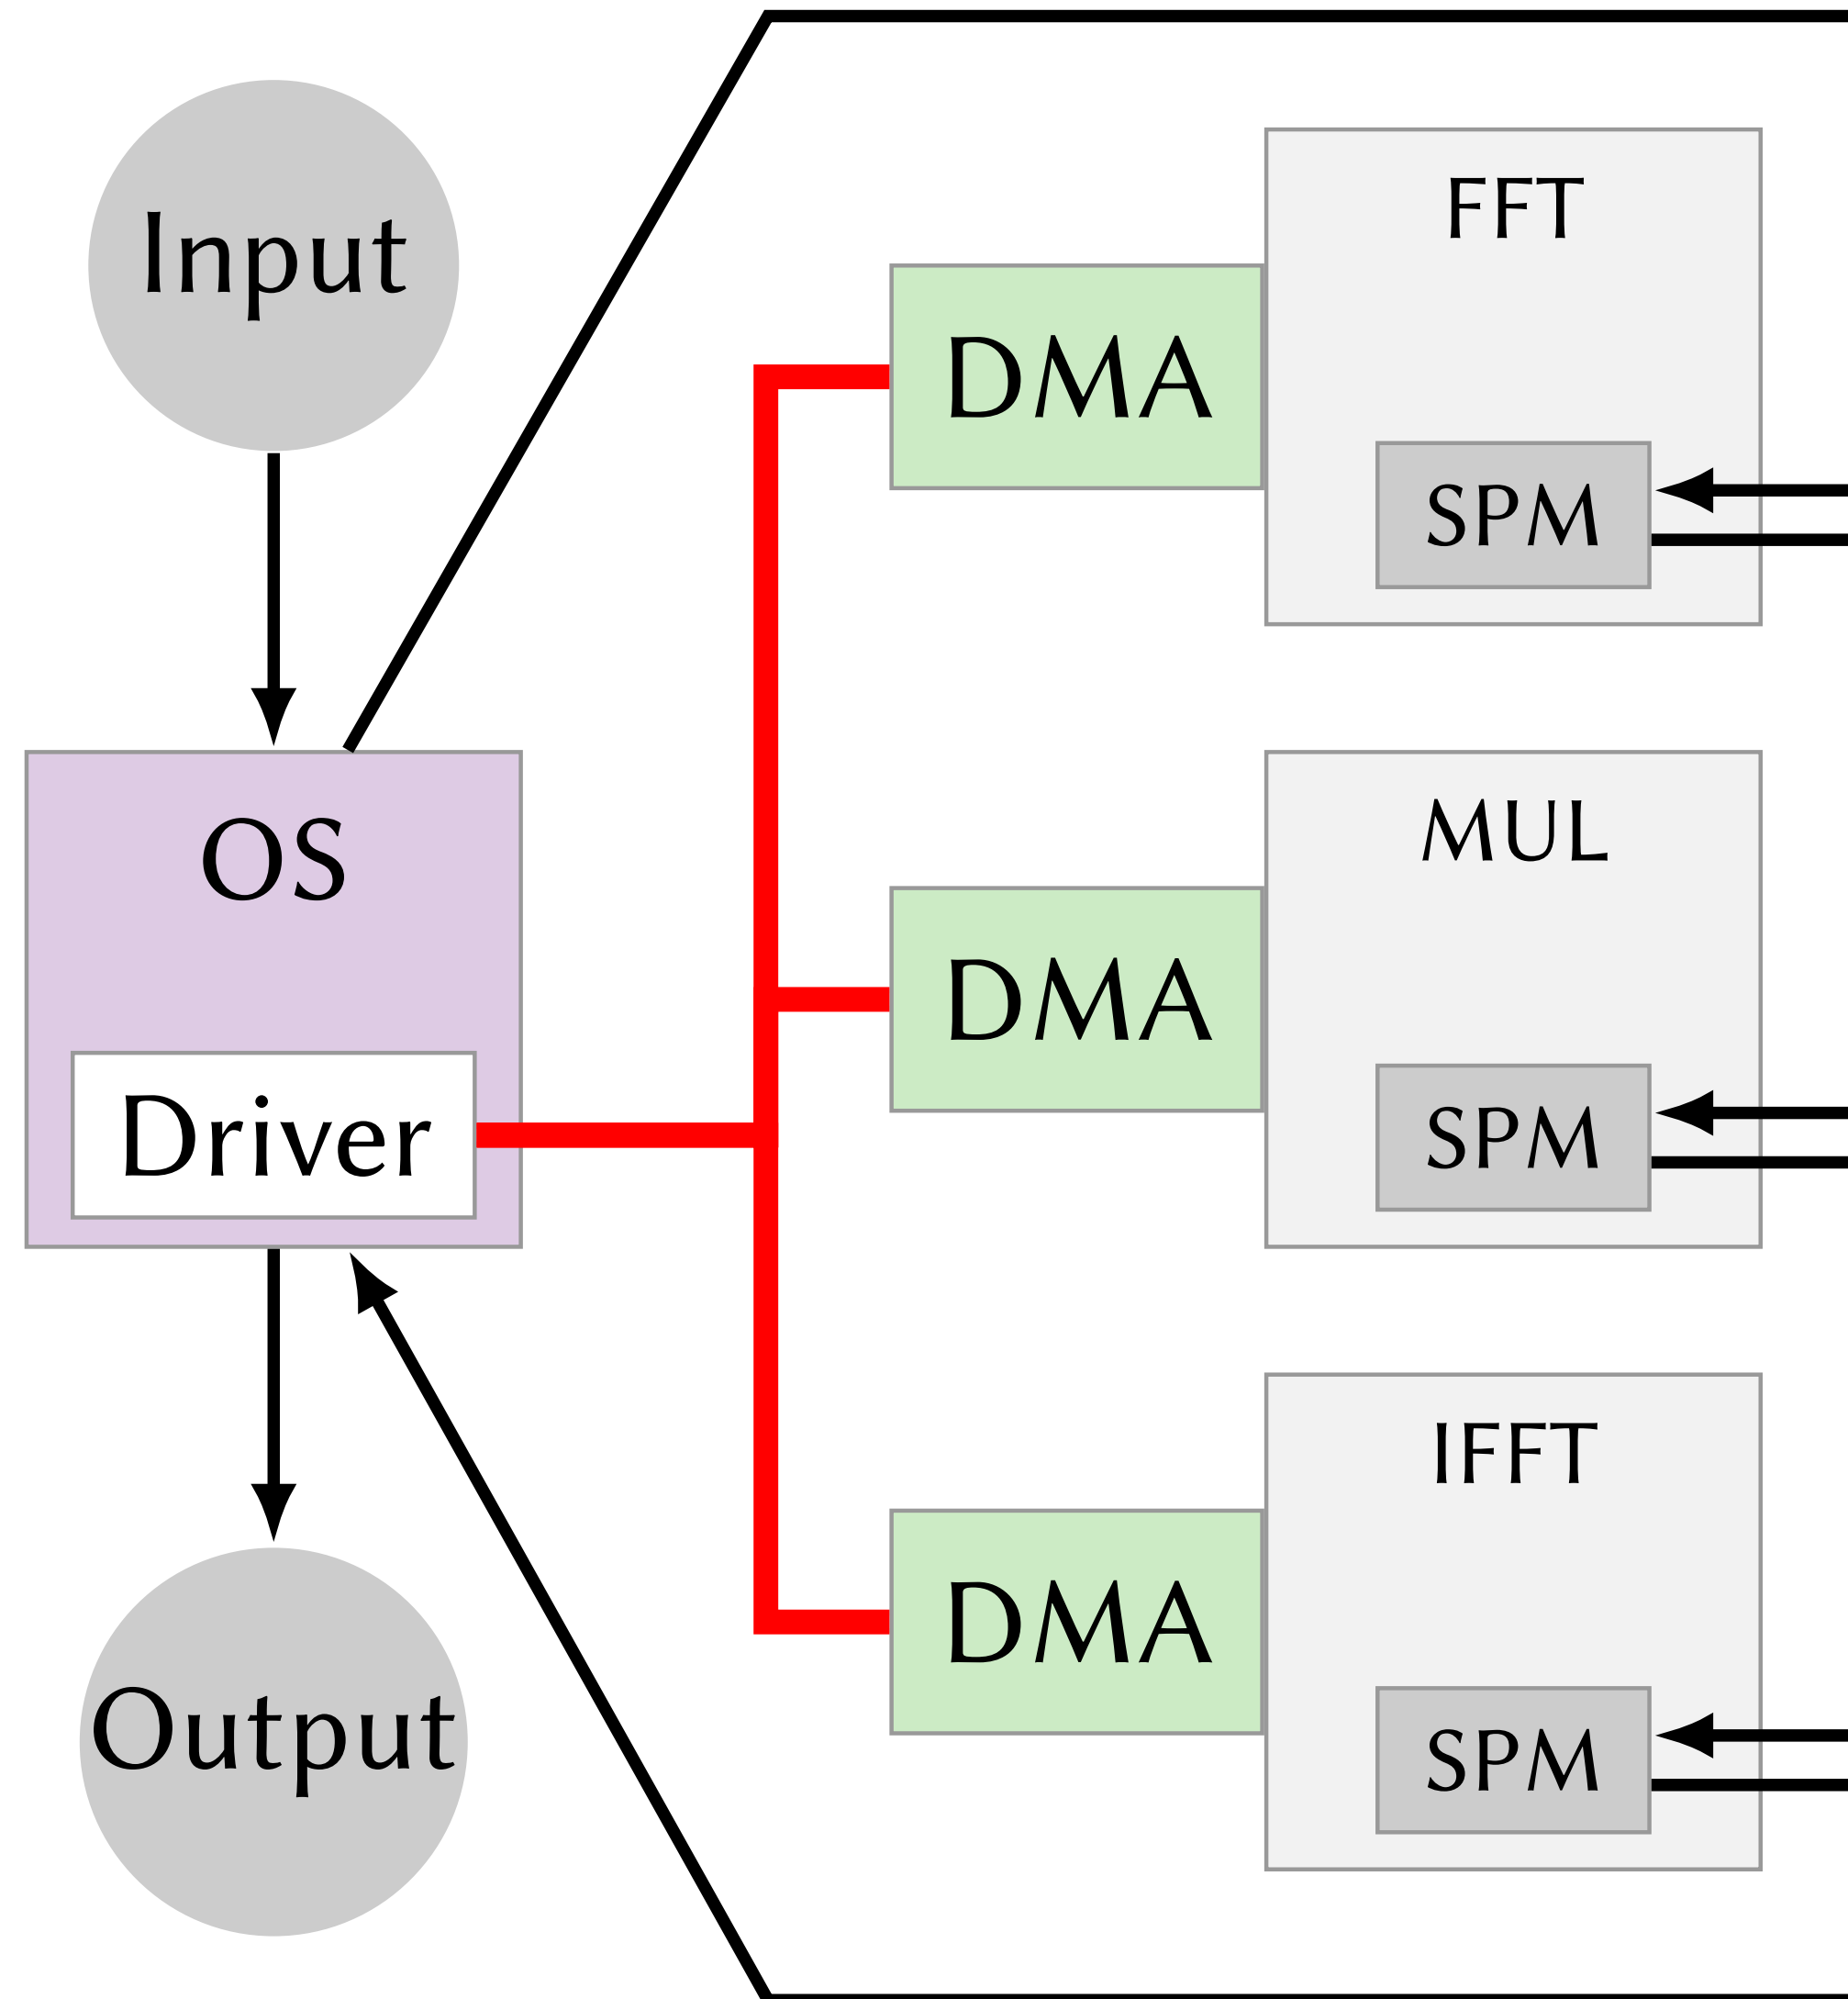 Input
OS
Driver
Output
FFT
DMA
SPM
MUL
DMA
SPM
IFFT
DMA
SPM